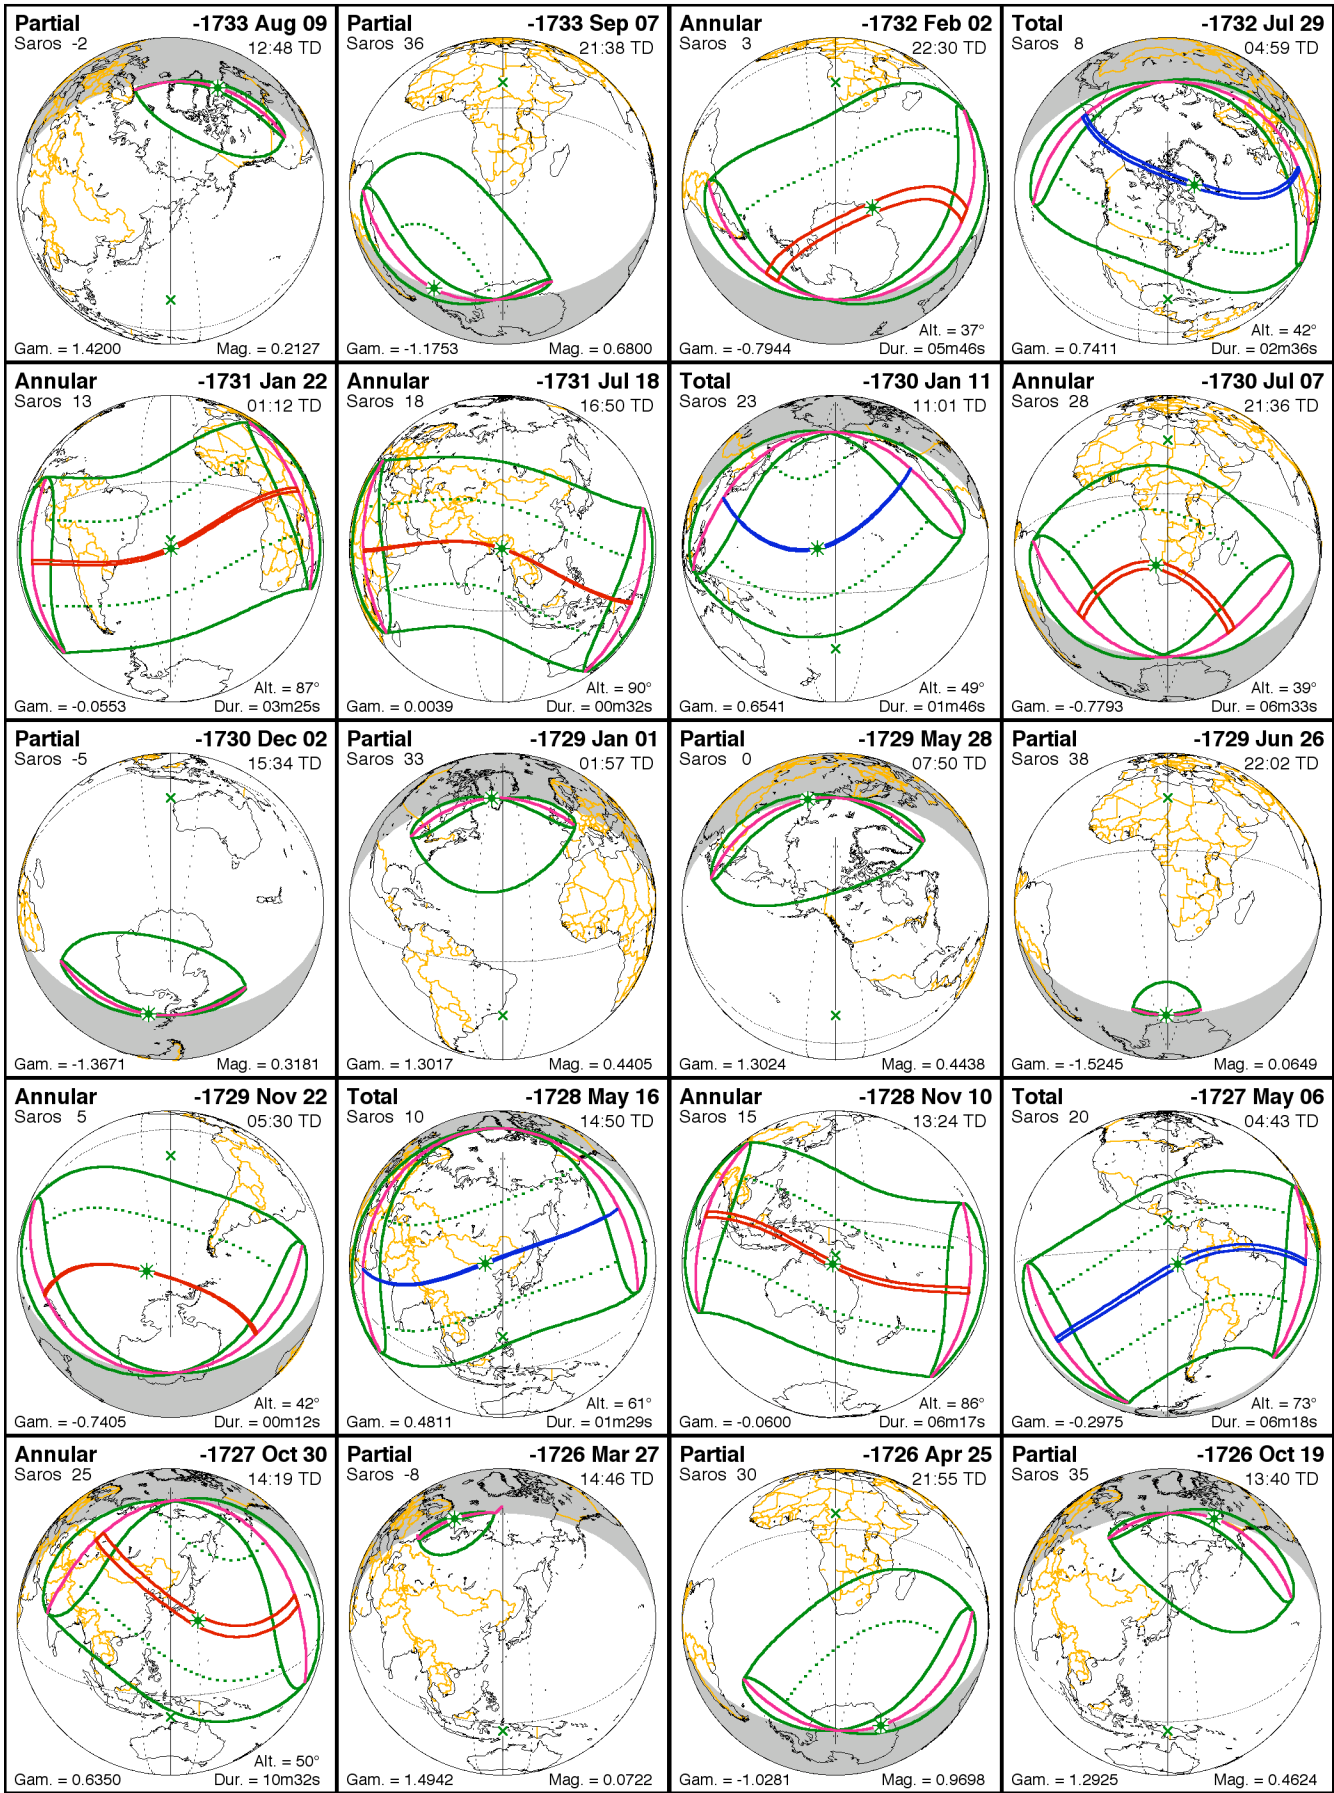 Partial -1733 Aug 09
Saros -2 12:48 TD
Gam. = 1.4200 Mag. = 0.2127
Partial -1733 Sep 07
Saros 36 21:38 TD
Gam. = -1.1753 Mag. = 0.6800
Annular -1732 Feb 02
Saros 3 22:30 TD
Alt. = 37°
Gam. = -0.7944 Dur. = 05m46s
Total -1732 Jul 29
Saros 8 04:59 TD
Alt. = 42°
Gam. = 0.7411 Dur. = 02m36s
Annular -1731 Jan 22
Saros 13 01:12 TD
Alt. = 87°
Gam. = -0.0553 Dur. = 03m25s
Annular -1731 Jul 18
Saros 18 16:50 TD
Alt. = 90°
Gam. = 0.0039 Dur. = 00m32s
Total -1730 Jan 11
Saros 23 11:01 TD
Alt. = 49°
Gam. = 0.6541 Dur. = 01m46s
Annular -1730 Jul 07
Saros 28 21:36 TD
Alt. = 39°
Gam. = -0.7793 Dur. = 06m33s
Partial -1730 Dec 02
Saros -5 15:34 TD
Gam. = -1.3671 Mag. = 0.3181
Partial -1729 Jan 01
Saros 33 01:57 TD
Gam. = 1.3017 Mag. = 0.4405
Partial -1729 May 28
Saros 0 07:50 TD
Gam. = 1.3024 Mag. = 0.4438
Partial -1729 Jun 26
Saros 38 22:02 TD
Gam. = -1.5245 Mag. = 0.0649
Annular -1729 Nov 22
Saros 5 05:30 TD
Alt. = 42°
Gam. = -0.7405 Dur. = 00m12s
Total -1728 May 16
Saros 10 14:50 TD
Alt. = 61°
Gam. = 0.4811 Dur. = 01m29s
Annular -1728 Nov 10
Saros 15 13:24 TD
Alt. = 86°
Gam. = -0.0600 Dur. = 06m17s
Total -1727 May 06
Saros 20 04:43 TD
Alt. = 73°
Gam. = -0.2975 Dur. = 06m18s
Annular -1727 Oct 30
Saros 25 14:19 TD
Alt. = 50°
Gam. = 0.6350 Dur. = 10m32s
Partial -1726 Mar 27
Saros -8 14:46 TD
Gam. = 1.4942 Mag. = 0.0722
Partial -1726 Apr 25
Saros 30 21:55 TD
Gam. = -1.0281 Mag. = 0.9698
Partial -1726 Oct 19
Saros 35 13:40 TD
Gam. = 1.2925 Mag. = 0.4624